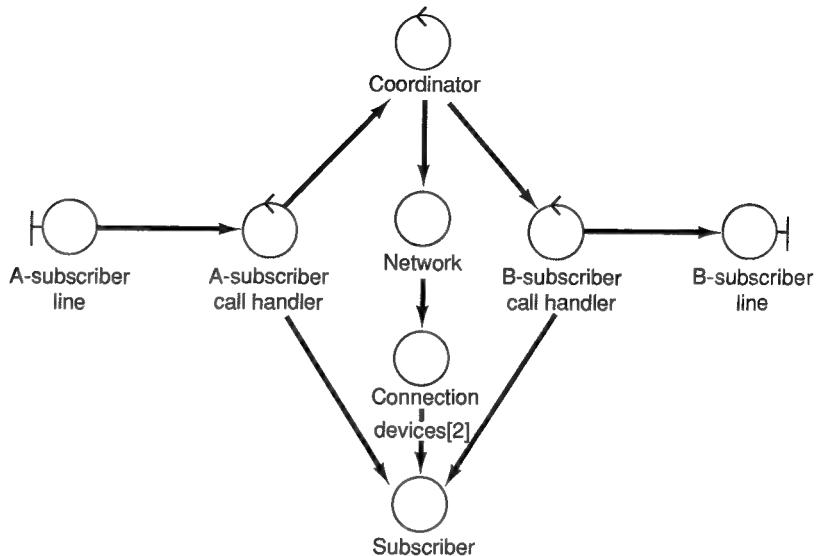 Coordinator
A-subscriber
line
A-subscriber
call handler
Network
B-subscriber
call handler
B-subscriber
line
Connection
devices[2]
Subscriber